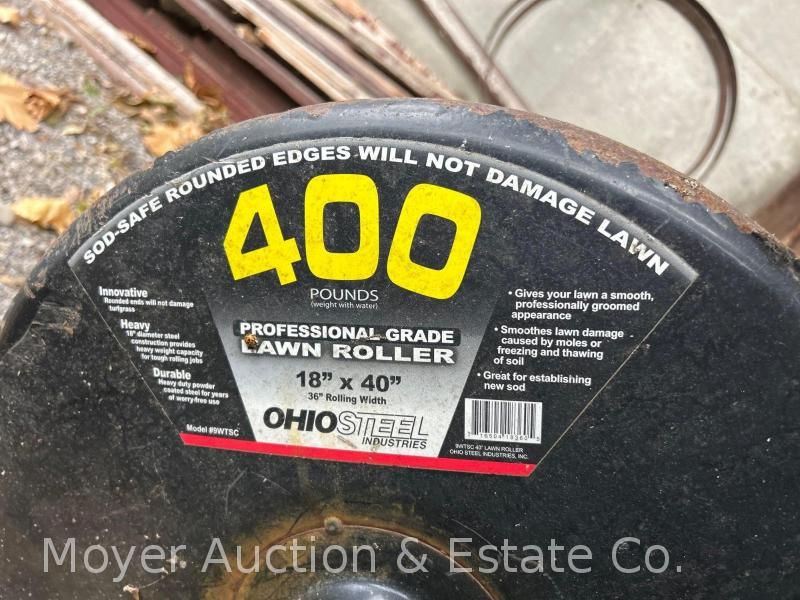 SOD-SAFE ROUNDED EDGES WILL NOT DAMAGE LAWN
400
POUNDS
(weight with water)
PROFESSIONAL GRADE
LAWN ROLLER
18" x 40"
36" Rolling Width
OHIOSTEEL
INDUSTRIES
Innovative
Rounded ends will not damage
turfgrass
Heavy
18" diameter steel
construction provides
heavy weight capacity
for tough rolling jobs
Durable
Heavy duty powder
coated steel for years
of worry-free use
Model #9WTSC
• Gives your lawn a smooth,
professionally groomed
appearance
• Smoothes lawn damage
caused by moles or
freezing and thawing
of soil
• Great for establishing
new sod
9WTSC 40" LAWN ROLLER
OHIO STEEL INDUSTRIES, INC.
Moyer Auction & Estate Co.